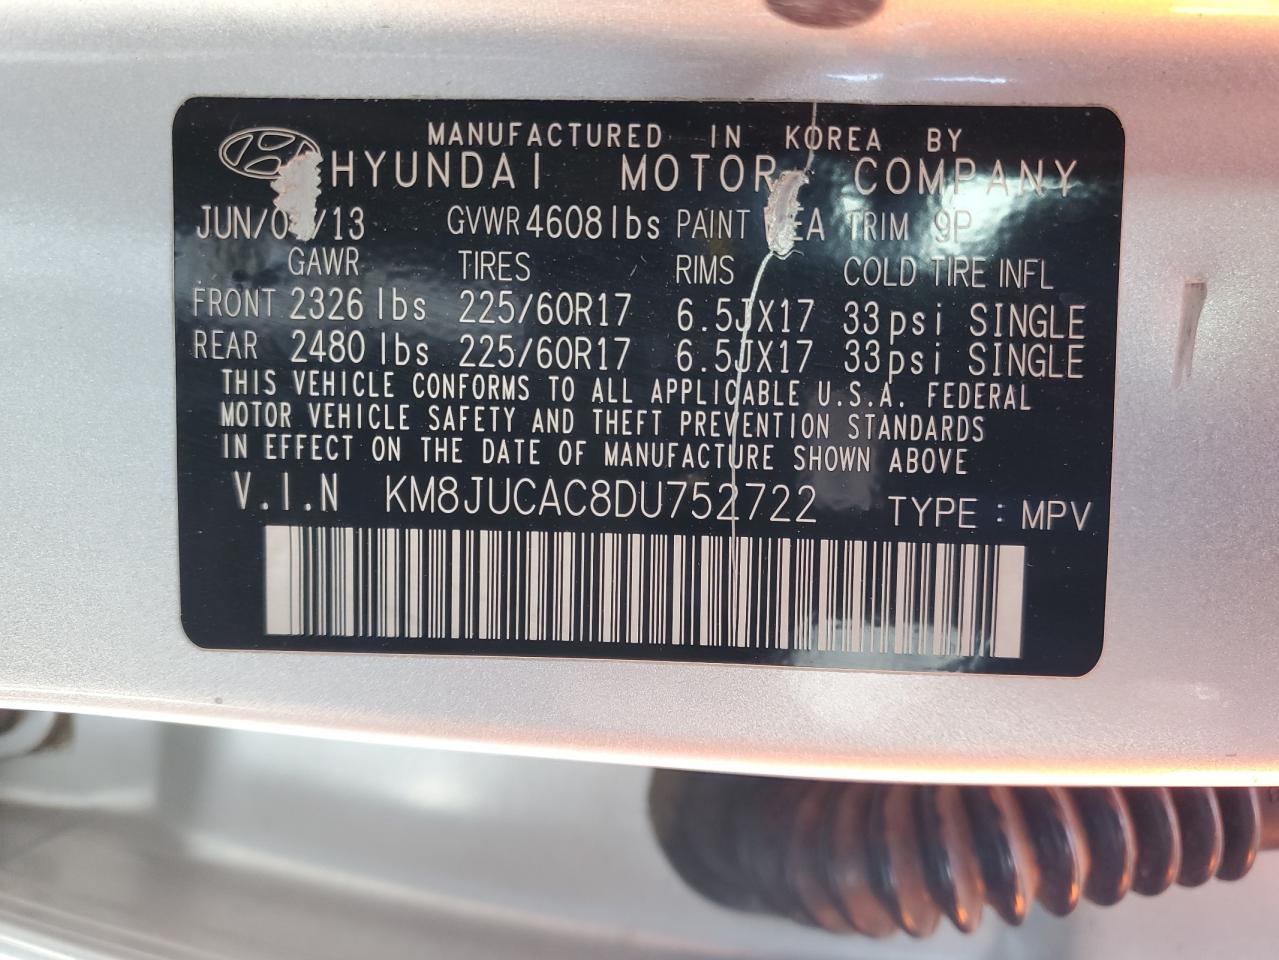 MANUFACTURED IN KOREA BY
HYUNDAI MOTOR COMPANY
GVWR 4608lbs PAINT TRIM 9P
GAWR TIRES RIMS COLD TIRE INFL
FRONT 2326 lbs 225/60R17 6.5JX17 33psi SINGLE
REAR 2480 lbs 225/60R17 6.5JX17 33psi SINGLE
THIS VEHICLE CONFORMS TO ALL APPLICABLE U.S.A. FEDERAL
MOTOR VEHICLE SAFETY AND THEFT PREVENTION STANDARDS
IN EFFECT ON THE DATE OF MANUFACTURE SHOWN ABOVE
V.I.N KM8JUCAC8DU752722 TYPE : MPV